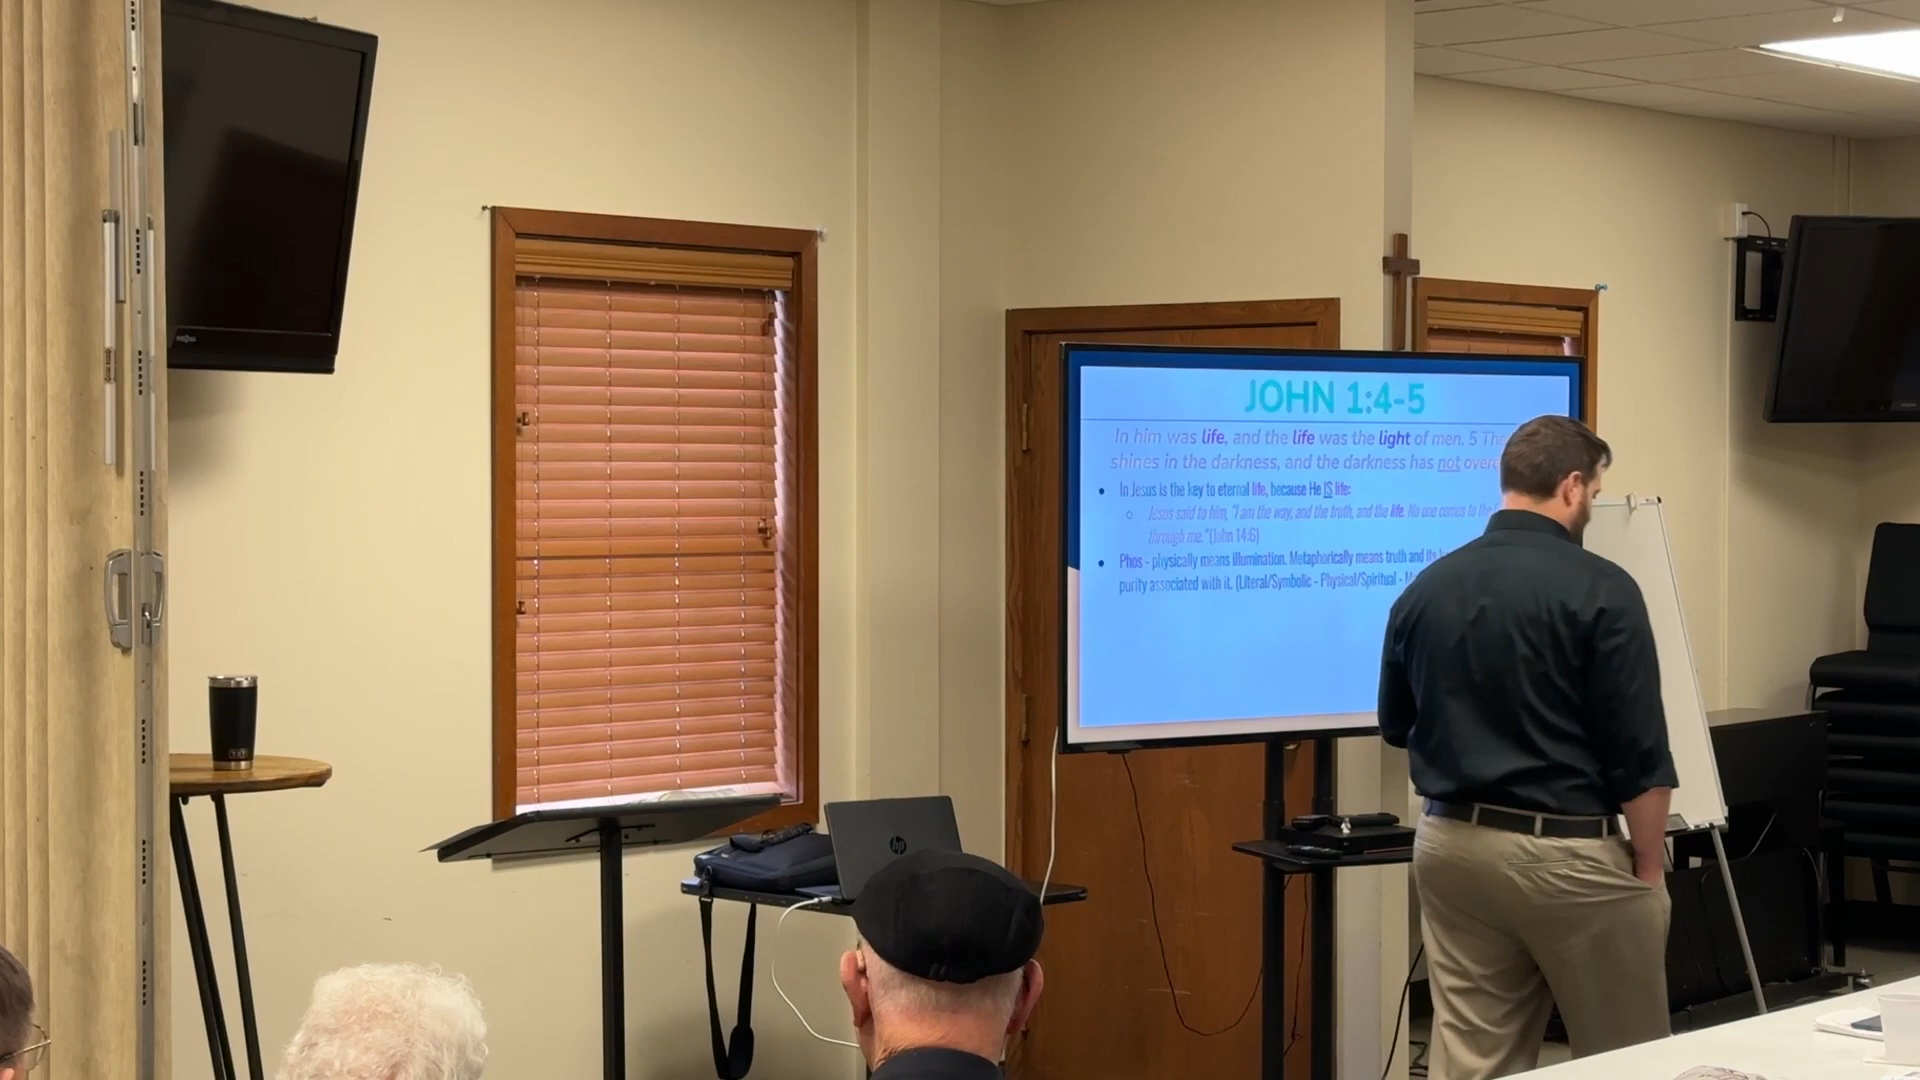 JOHN 1:4-5
In him was life, and the life was the light of men. 5 The
shines in the darkness, and the darkness has not over
In Jesus is the key to eternal life, because He IS life:
Jesus said to him, "I am the way, and the truth, and the life. No one comes to the
through me." (John 14:6)
Phos - physically means illumination. Metaphorically means truth and its
purity associated with it. (Literal/Symbolic - Physical/Spiritual -
hp
YETI